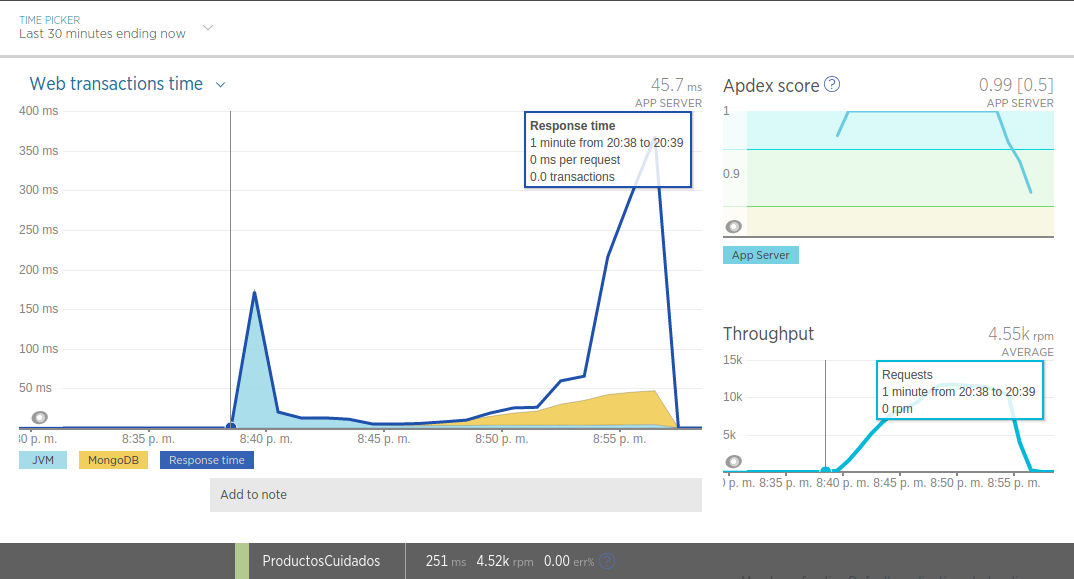 TIME PICKER
Last 30 minutes ending now
Web transactions time
45.7 ms
APP SERVER
400 ms
350 ms
300 ms
250 ms
200 ms
150 ms
100 ms
50 ms
Response time
1 minute from 20:38 to 20:39
0 ms per request
0.0 transactions
30 p. m.
8:35 p. m.
8:40 p. m.
8:45 p. m.
8:50 p. m.
8:55 p. m.
JVM
MongoDB
Response time
Add to note
Apdex score ?
0.99 [0.5]
APP SERVER
1
0.9
App Server
Throughput
4.55k rpm
AVERAGE
15k
10k
5k
Requests
1 minute from 20:38 to 20:39
0 rpm
p. m. 8:35 p. m. 8:40 p. m. 8:45 p. m. 8:50 p. m. 8:55 p. m.
ProductosCuidados
251 ms 4.52k rpm 0.00 err% ?